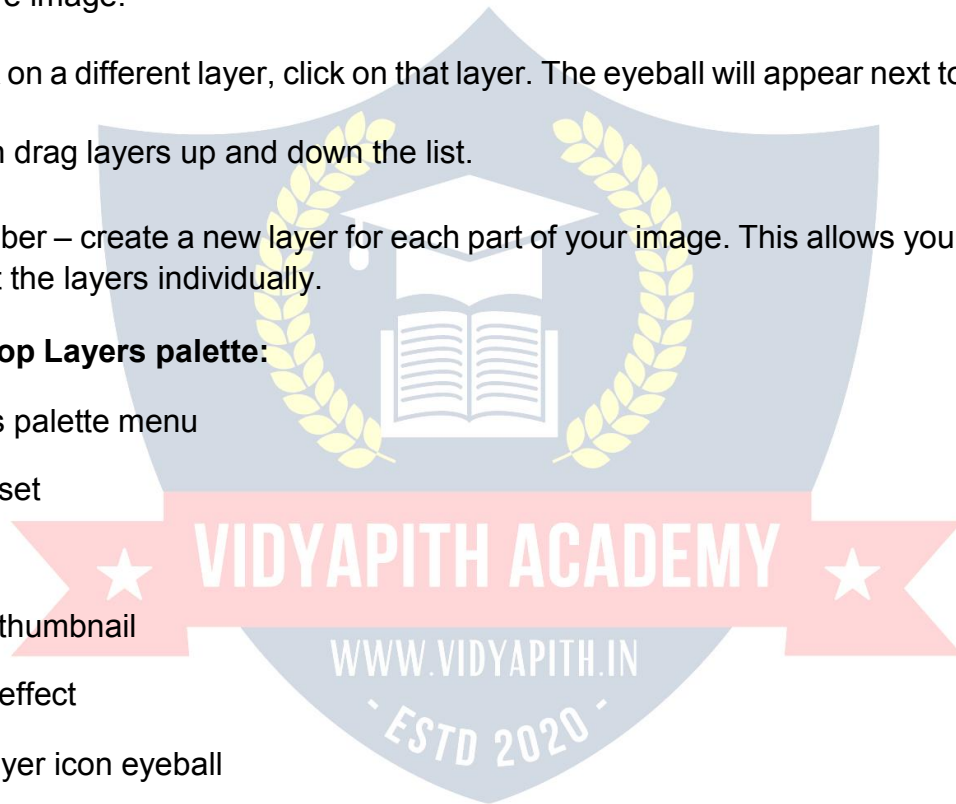 e image.
on a different layer, click on that layer. The eyeball will appear next to
drag layers up and down the list.
ber – create a new layer for each part of your image. This allows you
the layers individually.
op Layers palette:
s palette menu
set
VIDYAPITH ACADEMY
thumbnail
WWW.VIDYAPITH.IN
effect
- ESTD 2020 -
yer icon eyeball